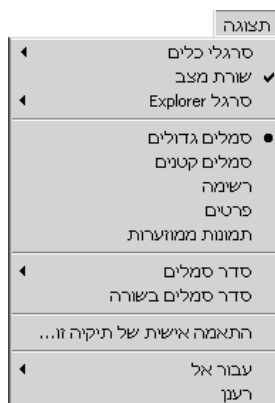 תצוגה
סרגלי כלים
שורת מצב
סרגל Explorer
סמלים גדולים
סמלים קטנים
רשימה
פרטים
תמונות ממוזערות
סדר סמלים
סדר סמלים בשורה
התאמה אישית של תיקיה זו...
עבור אל
רענן